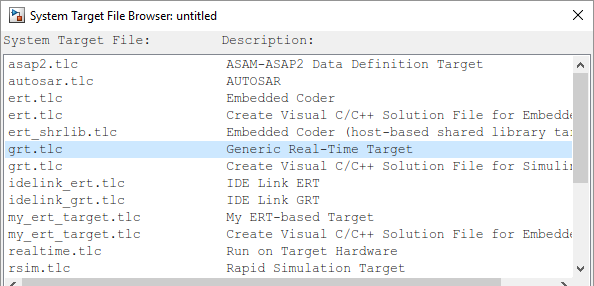 System Target File Browser: untitled
System Target File: Description:
asap2.tlc ASAM-ASAP2 Data Definition Target
autosar.tlc AUTOSAR
ert.tlc Embedded Coder
ert.tlc Create Visual C/C++ Solution File for Embedde
ert_shrlib.tlc Embedded Coder (host-based shared library ta
grt.tlc Generic Real-Time Target
grt.tlc Create Visual C/C++ Solution File for Simulin
idelink_ert.tlc IDE Link ERT
idelink_grt.tlc IDE Link GRT
my_ert_target.tlc My ERT-based Target
my_ert_target.tlc Create Visual C/C++ Solution File for Embedde
realtime.tlc Run on Target Hardware
rsim.tlc Rapid Simulation Target